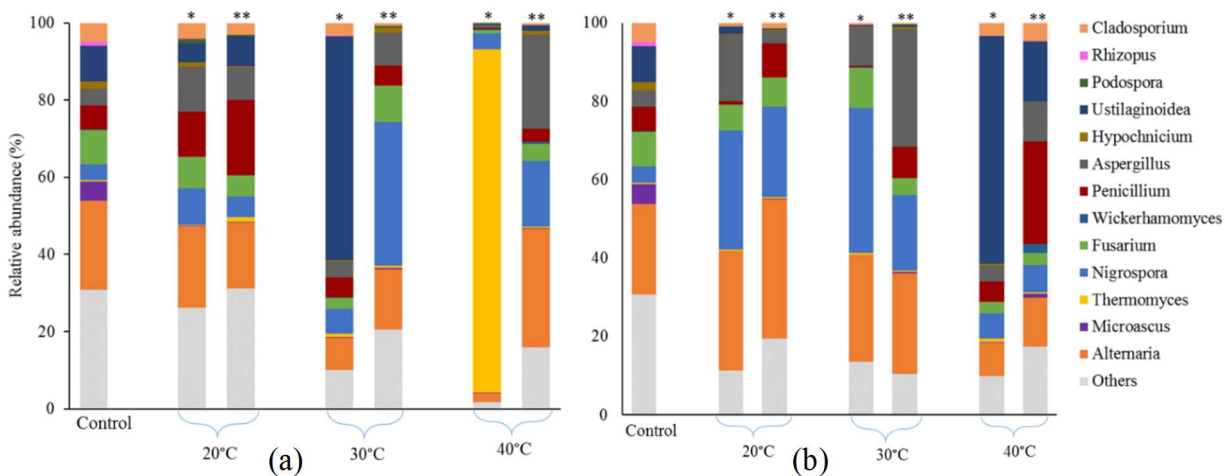 * ** * ** * **
100
80
60
40
20
0
Relative abundance (%)
Control
20°C
30°C
40°C
(a)
* ** * ** * **
100
80
60
40
20
0
Control
20°C
30°C
40°C
(b)
Cladosporium
Rhizopus
Podospora
Ustilaginoidea
Hypochnicium
Aspergillus
Penicillium
Wickerhamomyces
Fusarium
Nigrospora
Thermomyces
Microascus
Alternaria
Others